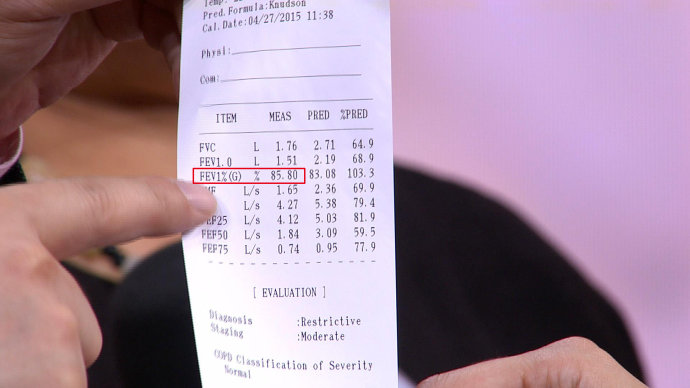 Pred.Formula:Knudson
Cal.Date:04/27/2015 11:38
Physi:
Com:
ITEM MEAS PRED %PRED
FVC L 1.76 2.71 64.9
FEV1.0 L 1.51 2.19 68.9
FEV1%(G) % 85.80 83.08 103.3
L/s 1.65 2.36 69.9
L/s 4.27 5.38 79.4
FEF25 L/s 4.12 5.03 81.9
FEF50 L/s 1.84 3.09 59.5
FEF75 L/s 0.74 0.95 77.9
[ EVALUATION ]
Diagnosis :Restrictive
Staging :Moderate
COPD Classification of Severity
Normal